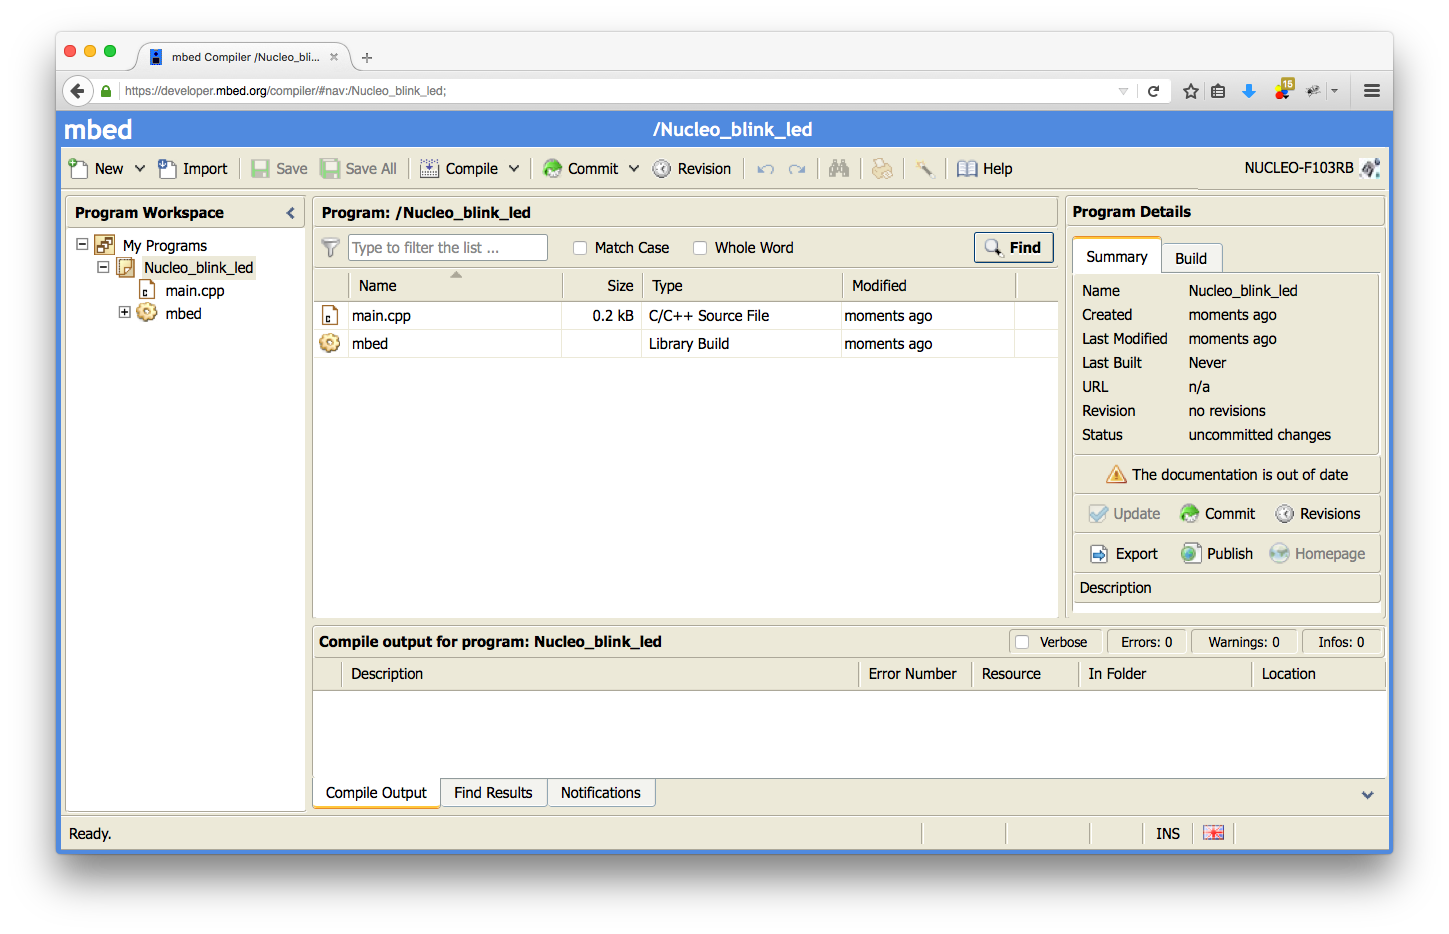 mbed Compiler /Nucleo_bli...
https://developer.mbed.org/compiler/#nav:/Nucleo_blink_led;
15
mbed
/Nucleo_blink_led
New
Import
Save
Save All
Compile
Commit
Revision
Help
NUCLEO-F103RB
Program Workspace
My Programs
Nucleo_blink_led
main.cpp
mbed
Program: /Nucleo_blink_led
Type to filter the list ...
Match Case
Whole Word
Find
Name Size Type Modified
main.cpp 0.2 kB C/C++ Source File moments ago
mbed Library Build moments ago
Program Details
Summary Build
Name Nucleo_blink_led
Created moments ago
Last Modified moments ago
Last Built Never
URL n/a
Revision no revisions
Status uncommitted changes
The documentation is out of date
Update Commit Revisions
Export Publish Homepage
Description
Compile output for program: Nucleo_blink_led
Verbose Errors: 0 Warnings: 0 Infos: 0
Description Error Number Resource In Folder Location
Compile Output Find Results Notifications
Ready.
INS